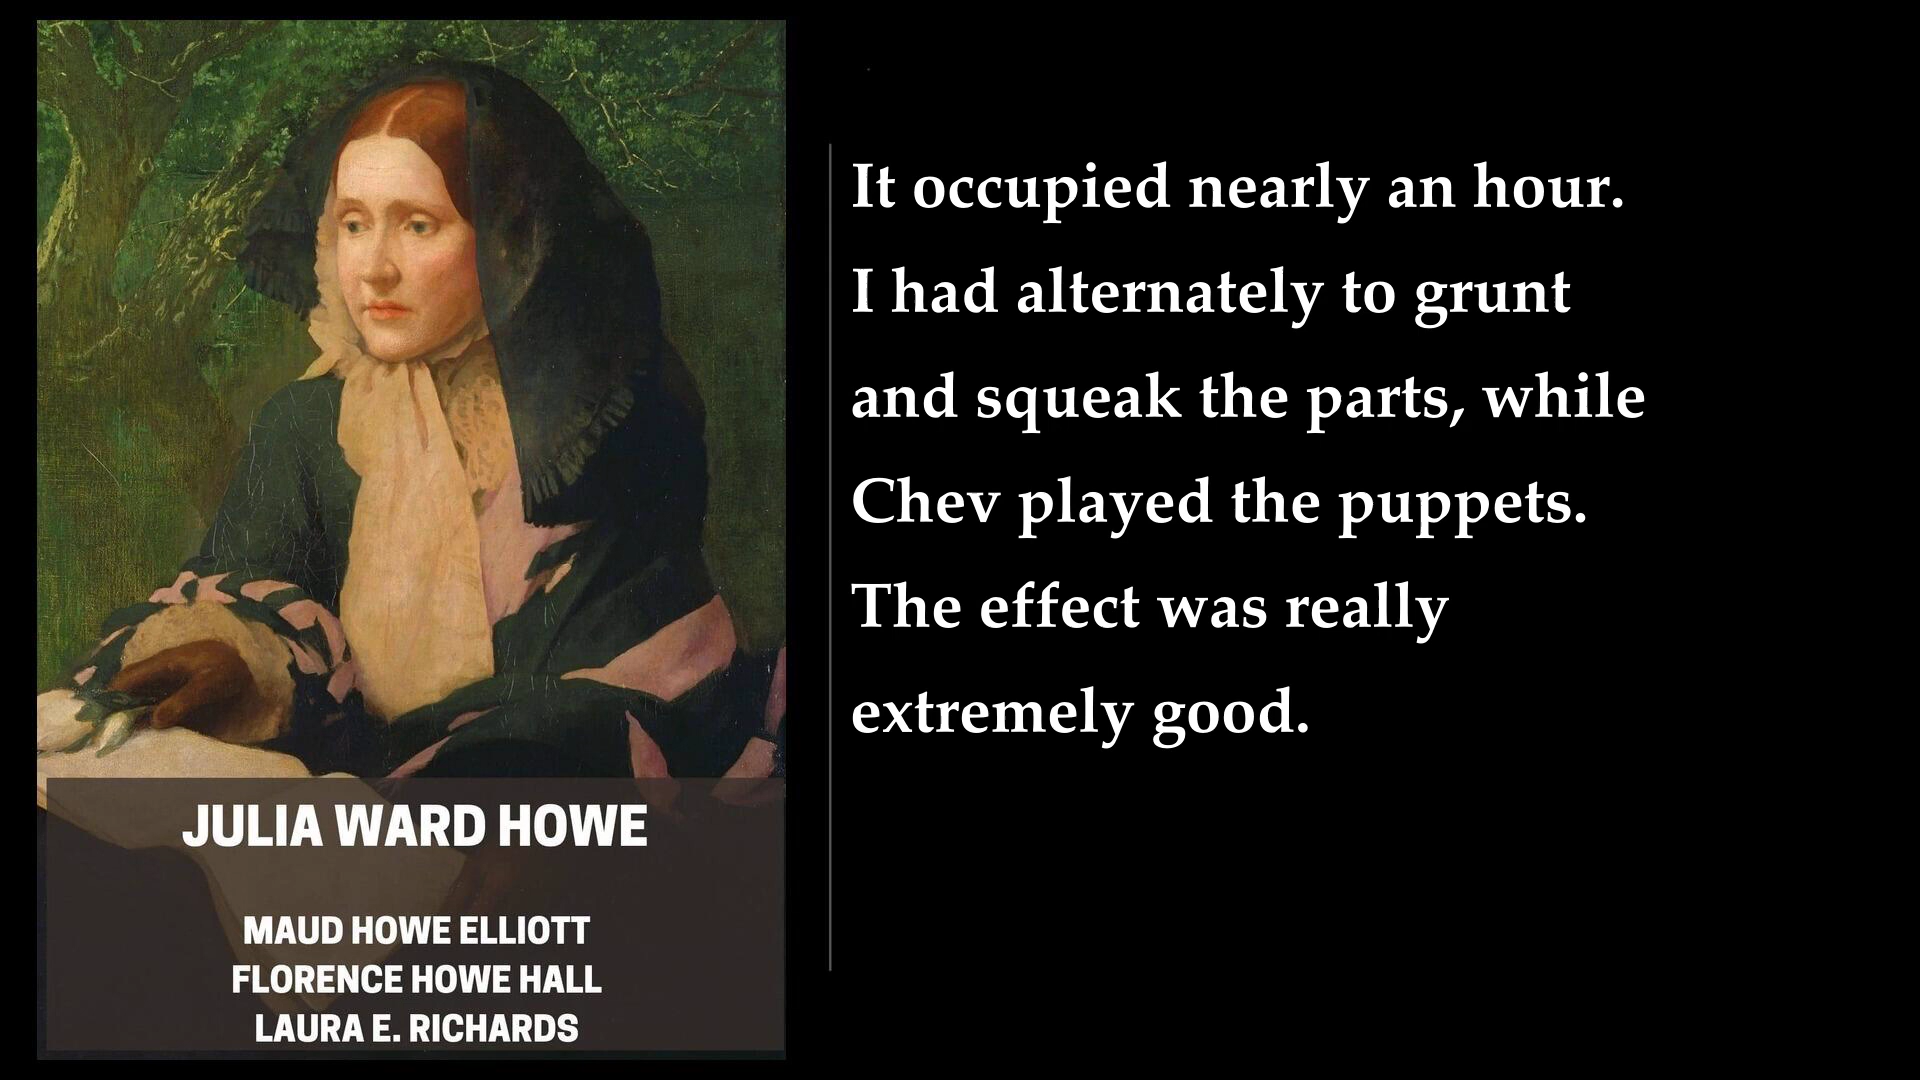 JULIA WARD HOWE
MAUD HOWE ELLIOTT
FLORENCE HOWE HALL
LAURA E. RICHARDS
It occupied nearly an hour.
I had alternately to grunt
and squeak the parts, while
Chev played the puppets.
The effect was really
extremely good.